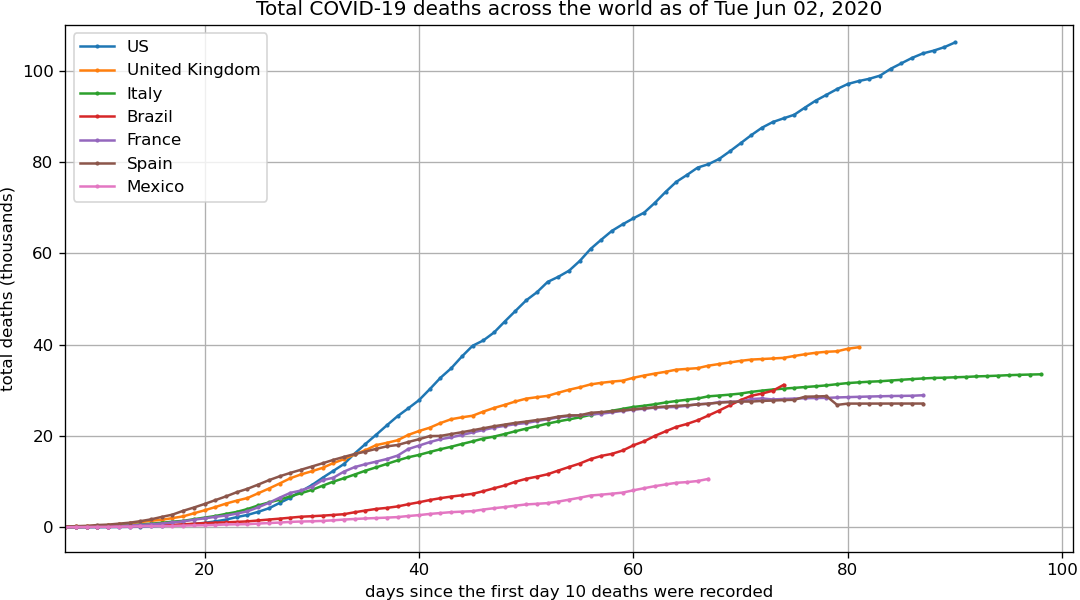 Total COVID-19 deaths across the world as of Tue Jun 02, 2020
US
United Kingdom
Italy
Brazil
France
Spain
Mexico
total deaths (thousands)
100
80
60
40
20
0
20
40
60
80
100
days since the first day 10 deaths were recorded